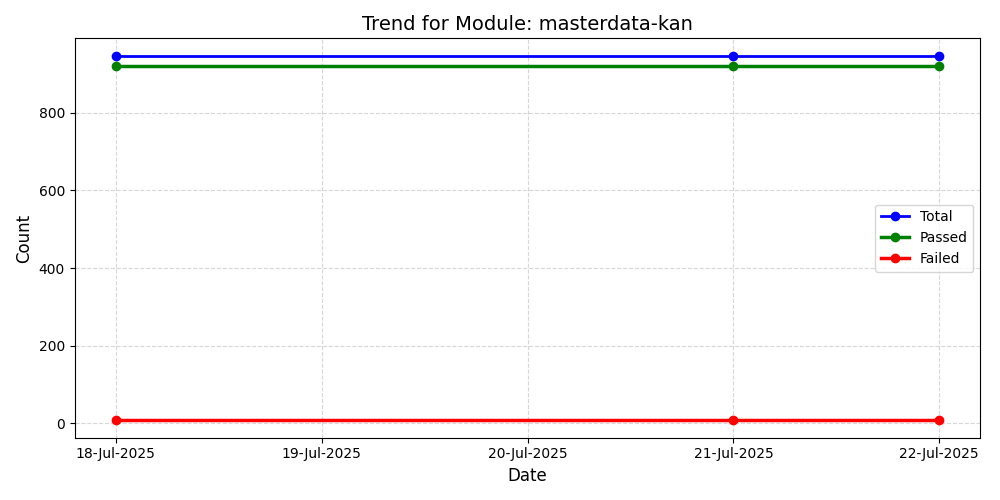 Trend for Module: masterdata-kan
Count
800
600
400
200
0
Total
Passed
Failed
18-Jul-2025
19-Jul-2025
20-Jul-2025
21-Jul-2025
22-Jul-2025
Date